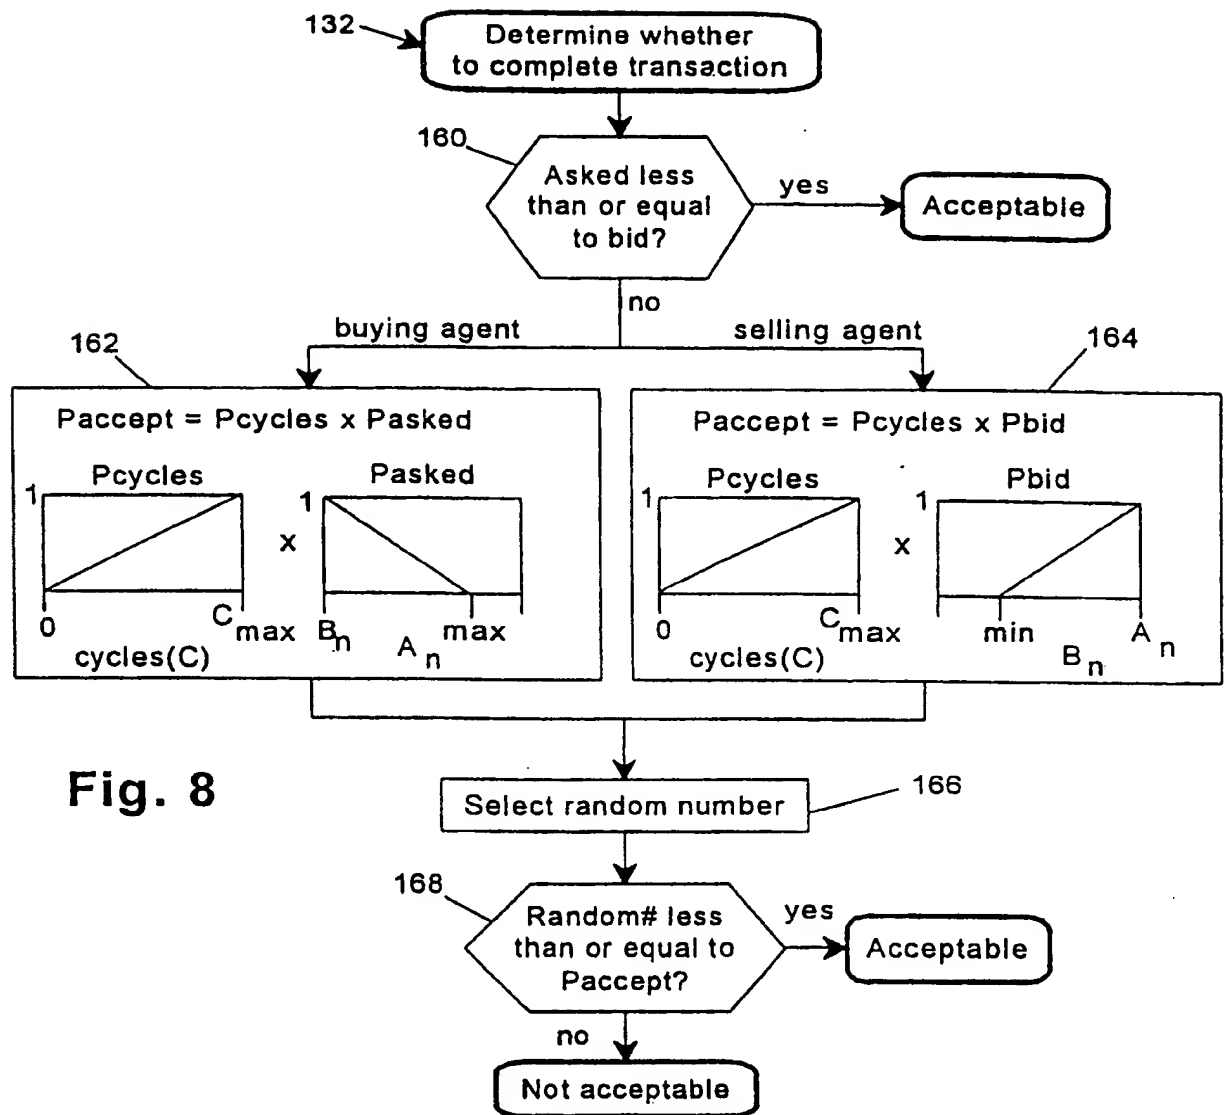 132
Determine whether
to complete transaction
160
Asked less
than or equal
to bid?
yes
Acceptable
no
buying agent
selling agent
162
164
Paccept = Pcycles x Pasked
Pcycles
Pasked
1
x
1
0
Cmax
Bn
An
max
cycles(C)
Paccept = Pcycles x Pbid
Pcycles
Pbid
1
x
1
0
Cmax
min
Bn
An
cycles(C)
Fig. 8
Select random number
166
168
Random# less
than or equal to
Paccept?
yes
Acceptable
no
Not acceptable